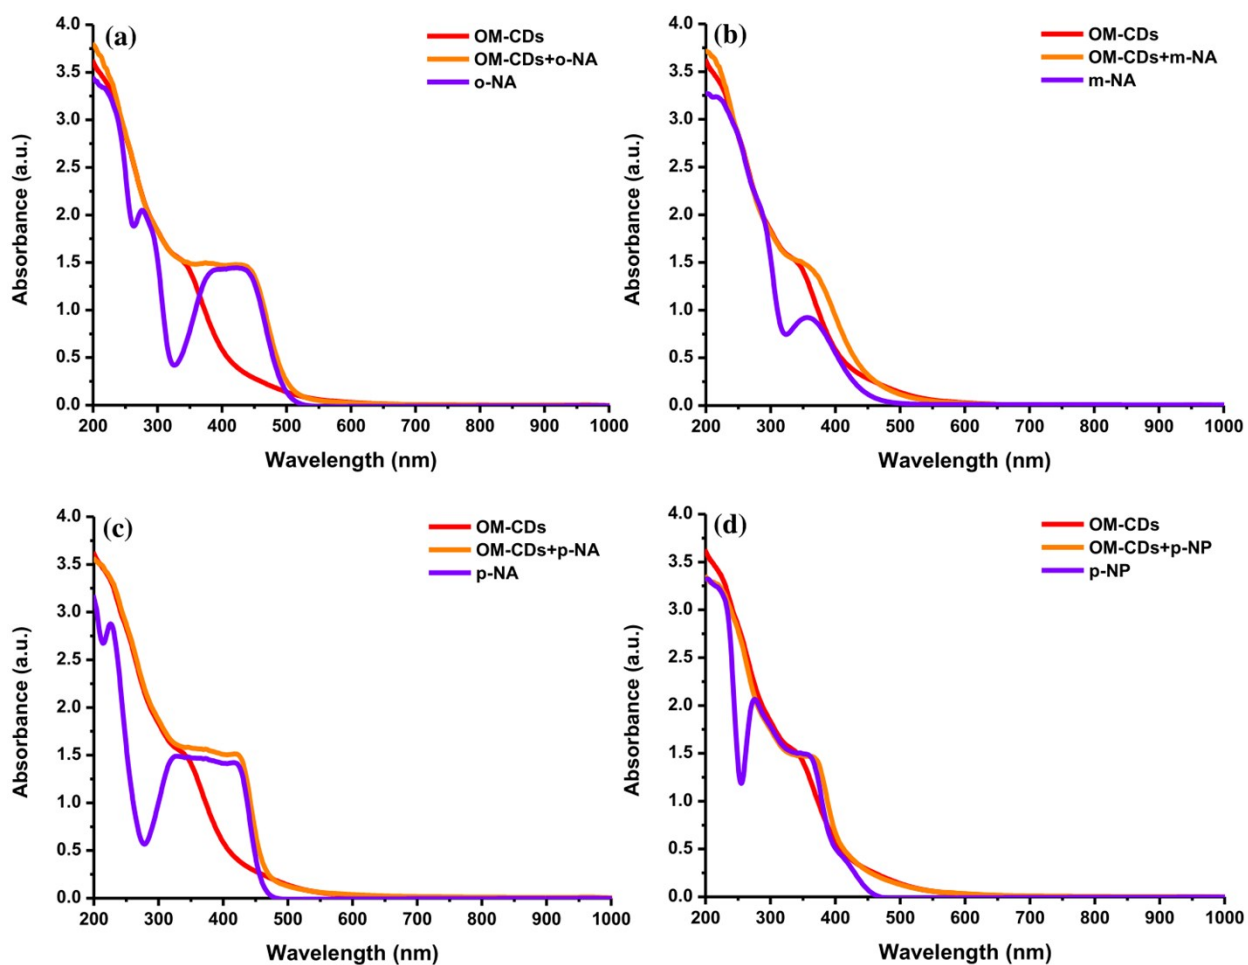 (a)
OM-CDs
OM-CDs+o-NA
o-NA
Absorbance (a.u.)
4.0
3.5
3.0
2.5
2.0
1.5
1.0
0.5
0.0
200 300 400 500 600 700 800 900 1000
Wavelength (nm)
(b)
OM-CDs
OM-CDs+m-NA
m-NA
Absorbance (a.u.)
4.0
3.5
3.0
2.5
2.0
1.5
1.0
0.5
0.0
200 300 400 500 600 700 800 900 1000
Wavelength (nm)
(c)
OM-CDs
OM-CDs+p-NA
p-NA
Absorbance (a.u.)
4.0
3.5
3.0
2.5
2.0
1.5
1.0
0.5
0.0
200 300 400 500 600 700 800 900 1000
Wavelength (nm)
(d)
OM-CDs
OM-CDs+p-NP
p-NP
Absorbance (a.u.)
4.0
3.5
3.0
2.5
2.0
1.5
1.0
0.5
0.0
200 300 400 500 600 700 800 900 1000
Wavelength (nm)